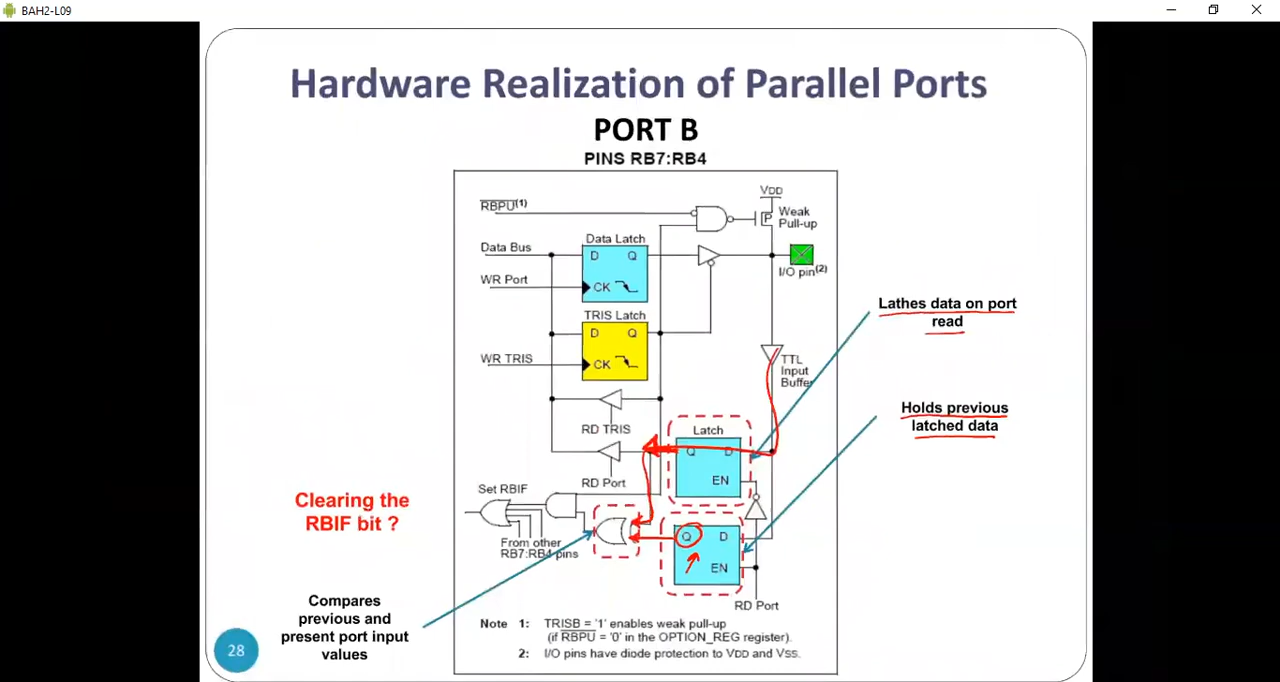 BAH2-L09
Hardware Realization of Parallel Ports
PORT B
PINS RB7:RB4
RBPU(1)
VDD
P
Weak
Pull-up
Data Bus
Data Latch
D Q
CK
I/O pin(2)
WR Port
TRIS Latch
D Q
CK
WR TRIS
TTL
Input
Buffer
RD TRIS
Lathes data on port
read
Latch
Q D
EN
RD Port
Holds previous
latched data
Set RBIF
Clearing the
RBIF bit ?
From other
RB7:RB4 pins
Q D
EN
RD Port
Compares
previous and
present port input
values
Note 1: TRISB = '1' enables weak pull-up
(if RBPU = '0' in the OPTION_REG register).
2: I/O pins have diode protection to VDD and VSS.
28